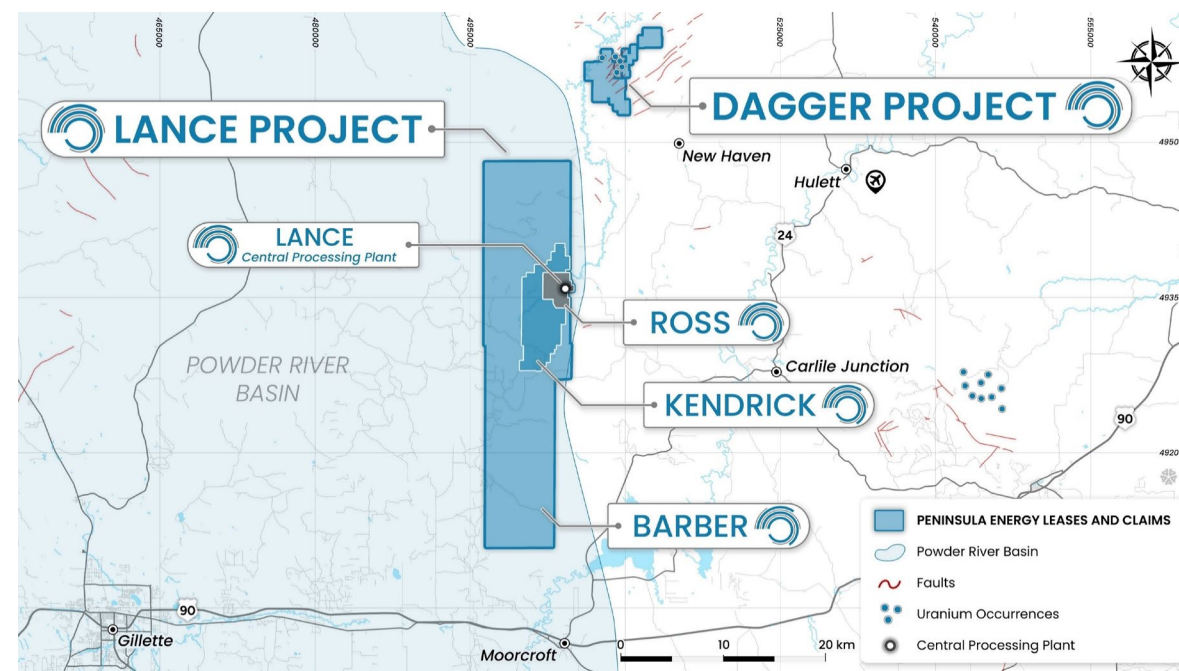 465000
480000
495000
525000
540000
555000
LANCE PROJECT
DAGGER PROJECT
4950
New Haven
Hulett
LANCE
Central Processing Plant
24
4935
ROSS
POWDER RIVER
BASIN
Carlile Junction
KENDRICK
90
4920
BARBER
PENINSULA ENERGY LEASES AND CLAIMS
Powder River Basin
Faults
Uranium Occurrences
Central Processing Plant
90
Gillette
Moorcroft
0 10 20 km